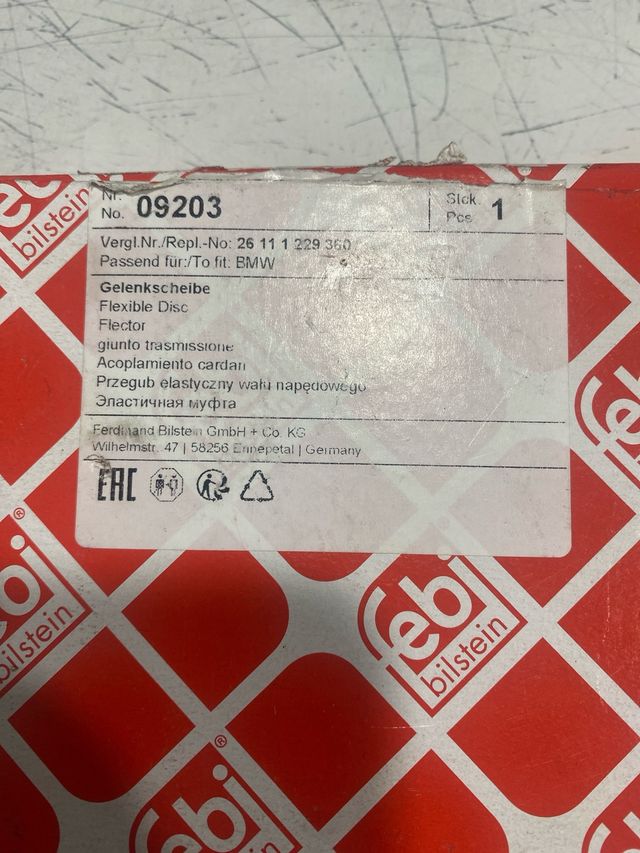 Nr.
No. 09203
Stck.
Pcs 1
Vergl.Nr./Repl.-No: 26 11 1 229 360
Passend für:/To fit: BMW
Gelenkscheibe
Flexible Disc
Flector
giunto trasmissione
Acoplamiento cardan
Przegub elastyczny wału napędowego
Эластичная муфта
Ferdinand Bilstein GmbH + Co. KG
Wilhelmstr. 47 | 58256 Ennepetal | Germany
EAC
febi
bilstein
febi
bilstein
febi
bilstein
febi